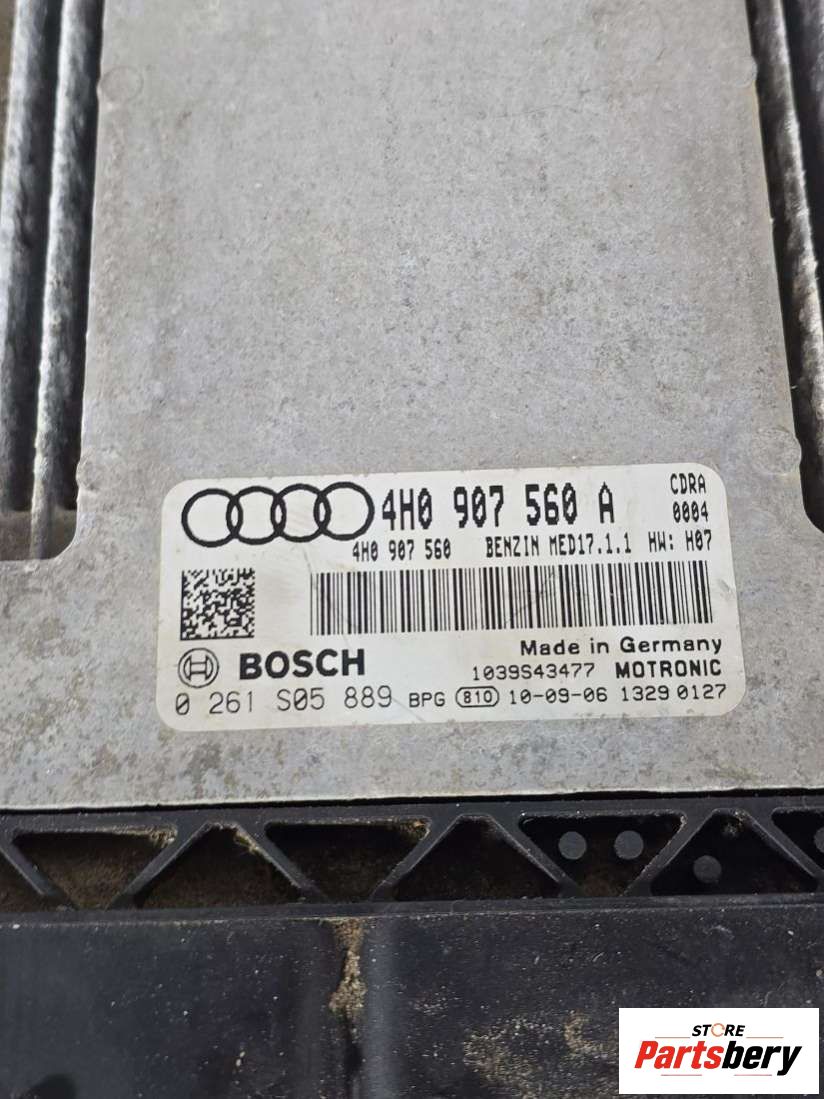 4H0 907 560 A CDRA
0004
4H0 907 560 BENZIN MED17.1.1 HW: H07
Made in Germany
BOSCH 1039S43477 MOTRONIC
0 261 S05 889 BPG 810 10-09-06 1329 0127
STORE
Partsbery